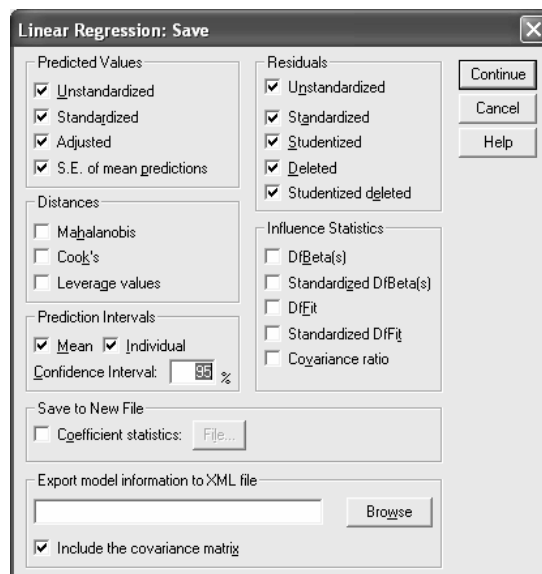 Linear Regression: Save
Predicted Values
Unstandardized
Standardized
Adjusted
S.E. of mean predictions
Distances
Mahalanobis
Cook's
Leverage values
Prediction Intervals
Mean Individual
Confidence Interval: 95 %
Residuals
Unstandardized
Standardized
Studentized
Deleted
Studentized deleted
Influence Statistics
DfBeta(s)
Standardized DfBeta(s)
DfFit
Standardized DfFit
Covariance ratio
Continue
Cancel
Help
Save to New File
Coefficient statistics: File...
Export model information to XML file
Browse
Include the covariance matrix